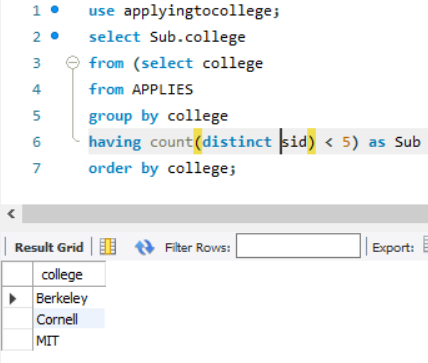 1 use applyingtocollege;
2 select Sub.college
3 from (select college
4 from APPLIES
5 group by college
6 having count(distinct sid) < 5) as Sub
7 order by college;
Result Grid Filter Rows: Export:
college
Berkeley
Cornell
MIT